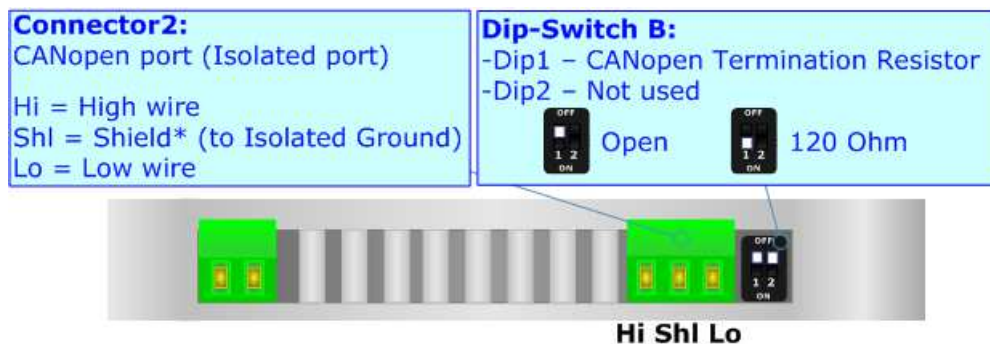 Connector2:
CANopen port (Isolated port)
Hi = High wire
Shl = Shield* (to Isolated Ground)
Lo = Low wire
Dip-Switch B:
-Dip1 – CANopen Termination Resistor
-Dip2 – Not used
OFF
1 2
ON
Open
OFF
1 2
ON
120 Ohm
OFF
1 2
ON
Hi Shl Lo